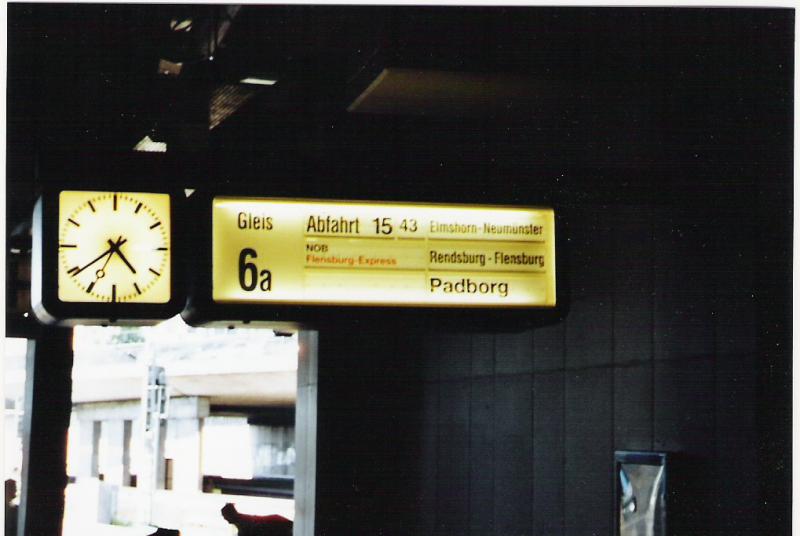 Gleis
6a
Abfahrt 15 43
NOB
Flensburg-Express
Elmshorn-Neumünster
Rendsburg - Flensburg
Padborg